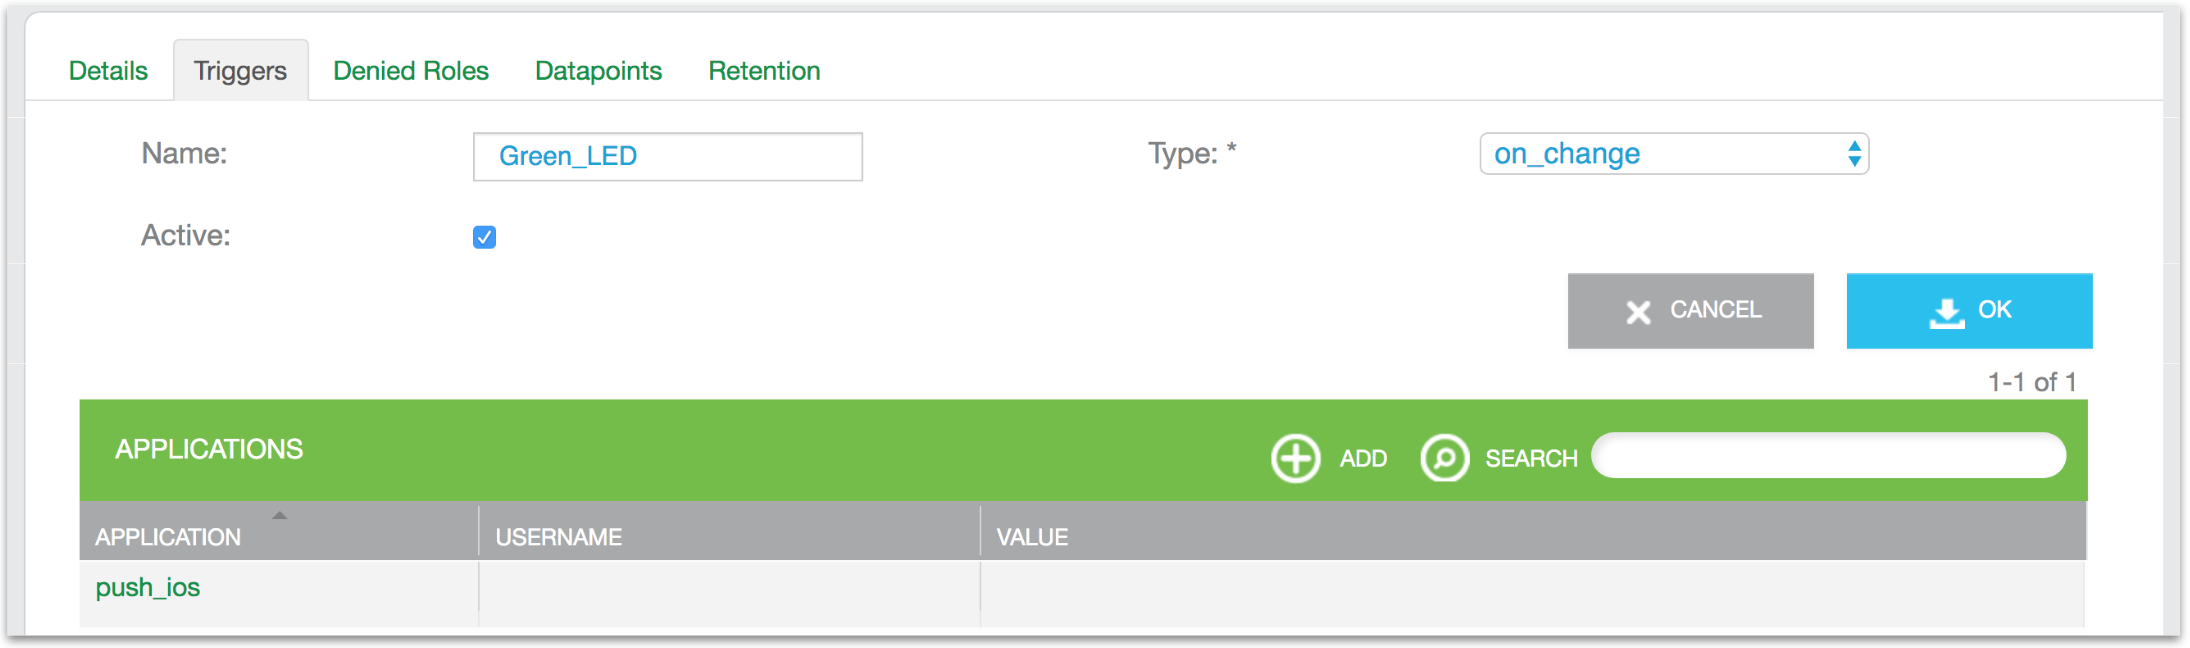 Details Triggers Denied Roles Datapoints Retention
Name: Green_LED Type: * on_change
Active:
CANCEL OK
1-1 of 1
APPLICATIONS ADD SEARCH
APPLICATION USERNAME VALUE
push_ios